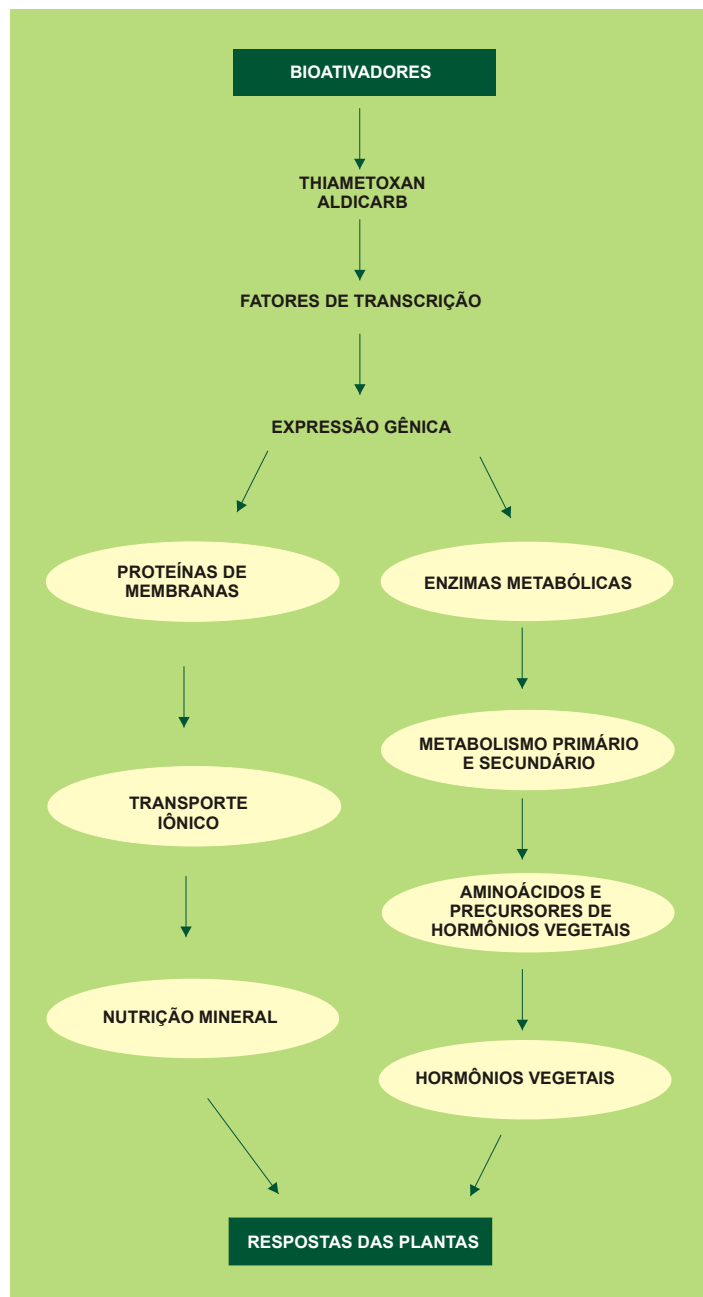 BIOATIVADORES
THIAMETOXAN
ALDICARB
FATORES DE TRANSCRIÇÃO
EXPRESSÃO GÊNICA
PROTEÍNAS DE
MEMBRANAS
TRANSPORTE
IÔNICO
NUTRIÇÃO MINERAL
ENZIMAS METABÓLICAS
METABOLISMO PRIMÁRIO
E SECUNDÁRIO
AMINOÁCIDOS E
PRECURSORES DE
HORMÔNIOS VEGETAIS
HORMÔNIOS VEGETAIS
RESPOSTAS DAS PLANTAS